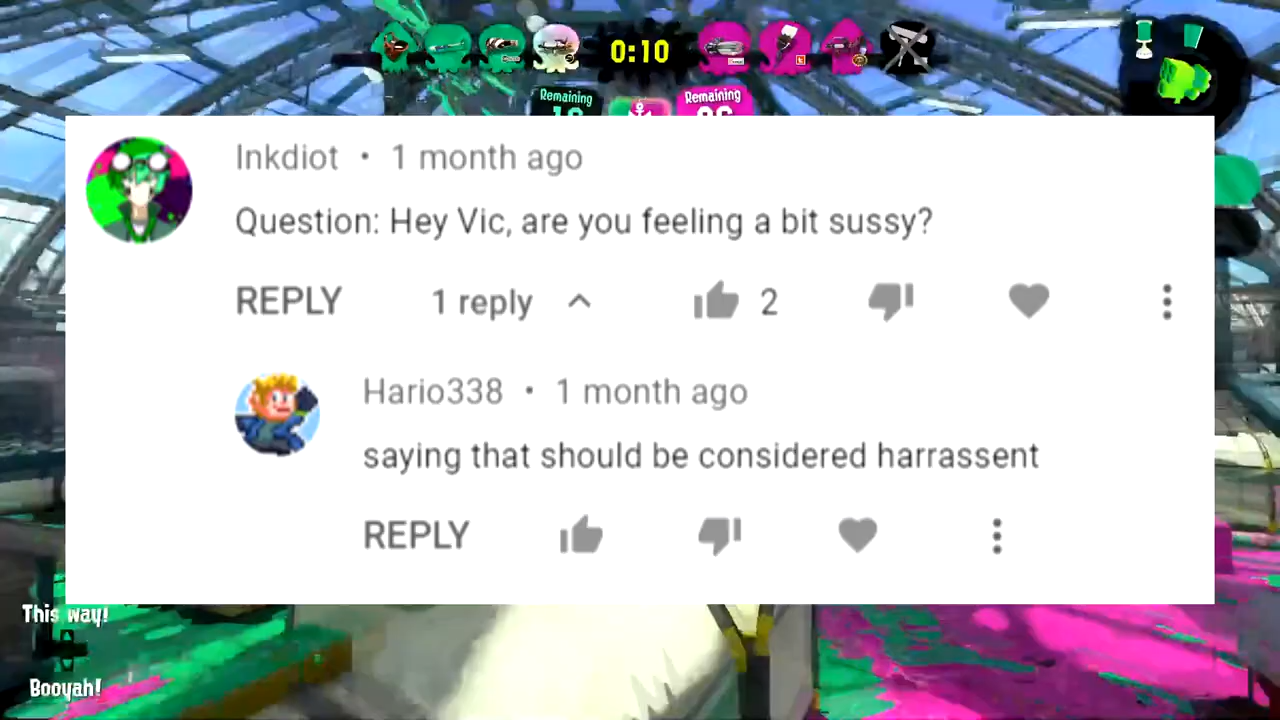 0:10
Remaining
Remaining
Inkdiot • 1 month ago
Question: Hey Vic, are you feeling a bit sussy?
REPLY 1 reply 2
Hario338 • 1 month ago
saying that should be considered harrassent
REPLY
This way!
Booyah!